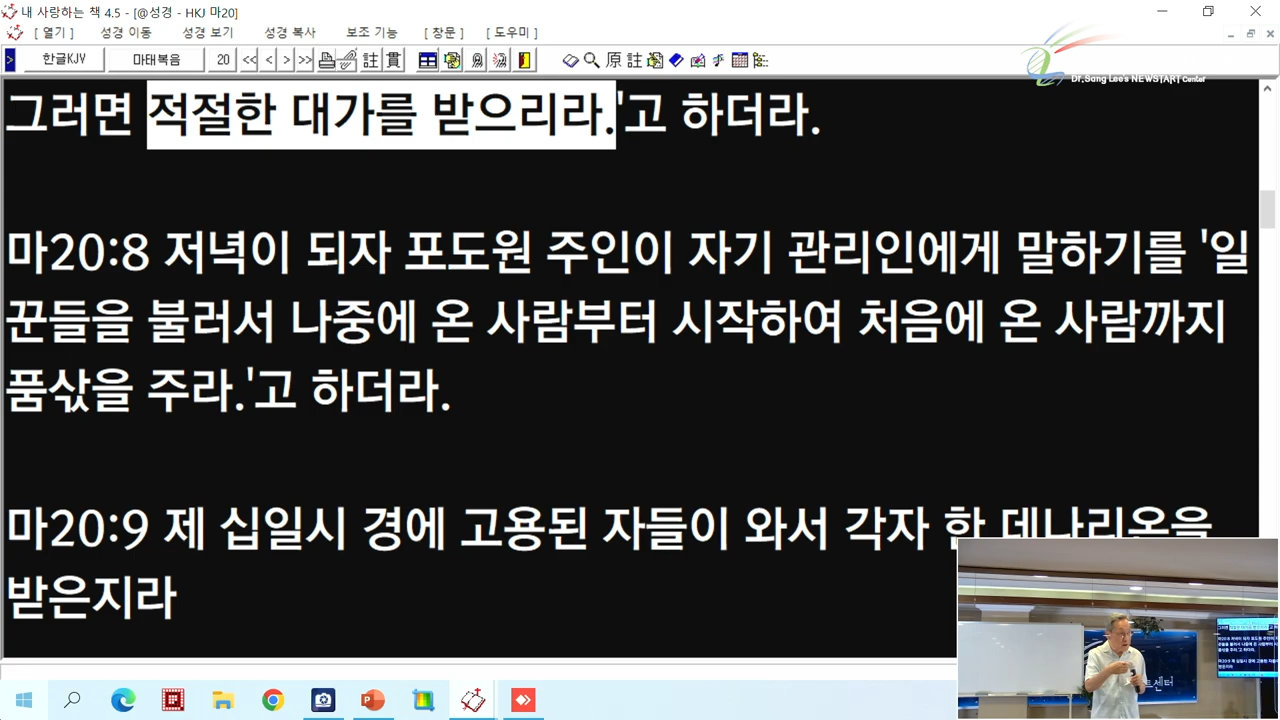 내 사랑하는 책 4.5 - [@성경 - HKJ 마20]
[ 열기 ] 성경 이동 성경 보기 성경 복사 보조 기능 [ 창문 ] [ 도우미 ]
한글KJV 마태복음 20 << < > >> 註 貫 原 註
Dr.Sang Lee's NEWSTART Center
그러면 적절한 대가를 받으리라.'고 하더라.
마20:8 저녁이 되자 포도원 주인이 자기 관리인에게 말하기를 '일
꾼들을 불러서 나중에 온 사람부터 시작하여 처음에 온 사람까지
품삯을 주라.'고 하더라.
마20:9 제 십일시 경에 고용된 자들이 와서 각자 한 데나리온을
받은지라